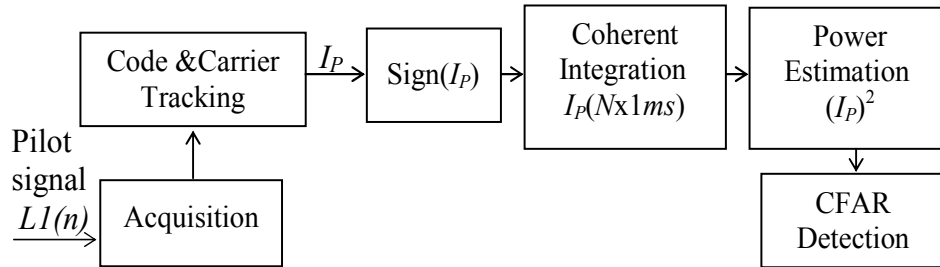 Code &Carrier
Tracking
I_P
Sign(I_P)
Coherent
Integration
I_P(Nx1ms)
Power
Estimation
(I_P)^2
Pilot
signal
L1(n)
Acquisition
CFAR
Detection